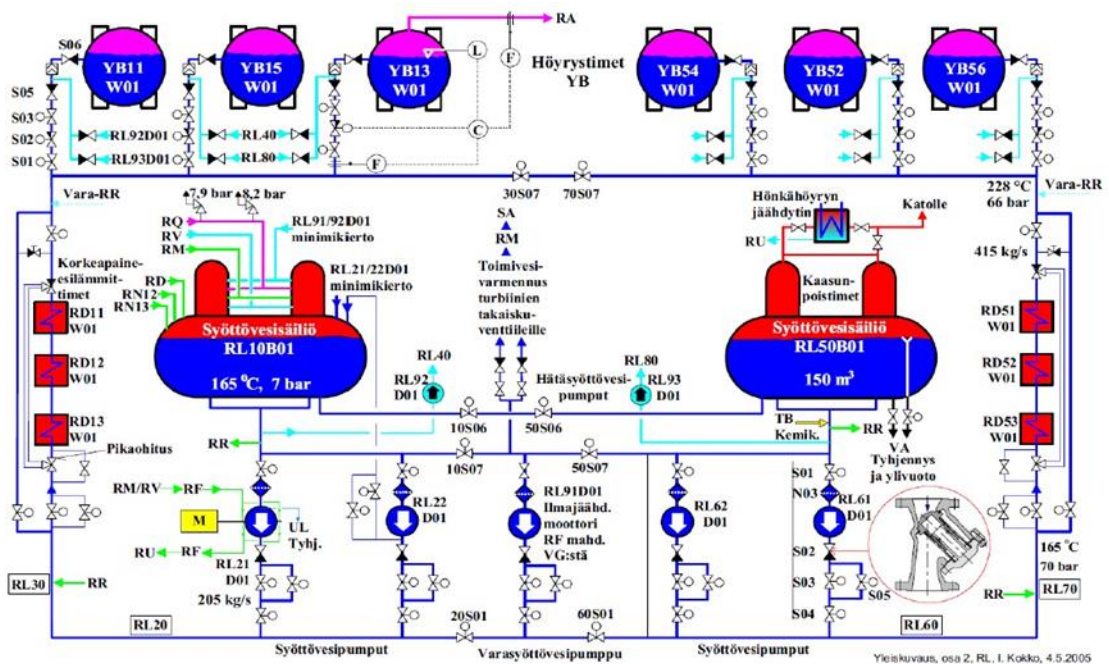 RA
S06
YB11
W01
YB15
W01
YB13
W01
L
F
Höyrystimet
YB
YB54
W01
YB52
W01
YB56
W01
S05
S03
S02
S01
RL92D01
RL93D01
RL40
RL80
C
F
30S07
70S07
Vara-RR
7,9 bar
8,2 bar
RQ
RV
RM
RL91/92D01
minimikierto
RD
RN12
RN13
RL21/22D01
minimikierto
SA
RM
Toimivesi-
varmennus
turbiinien
takaisku-
venttiileille
Hönkähöyryn
jäähdytin
RU
Katolle
Kaasun-
poistimet
228 °C
66 bar
Vara-RR
415 kg/s
Korkeapaine-
esilämmit-
timet
RD11
W01
RD12
W01
RD13
W01
Pikaohitus
Syöttövesisäiliö
RL10B01
165 °C, 7 bar
Syöttövesisäiliö
RL50B01
150 m³
RD51
W01
RD52
W01
RD53
W01
RL40
RL92
D01
Hätäsyöttövesi-
pumput
RL80
RL93
D01
10S06
50S06
TB
Kemik.
RR
RR
VA
Tyhjennys
ja ylivuoto
10S07
50S07
RM/RV
RF
M
RU
RF
UL
Tyhj.
RL21
D01
205 kg/s
RL22
D01
RL91D01
Ilmajäähd.
moottori
RF mahd.
VG:stä
RL62
D01
S01
N03
RL61
D01
S02
S03
S05
S04
165 °C
70 bar
RL30
RR
RR
RL70
RL20
20S01
60S01
RL60
Syöttövesipumput
Varasyöttövesipumppu
Syöttövesipumput
Yleiskuvaus, osa 2, RL, I. Kokko, 4.5.2005